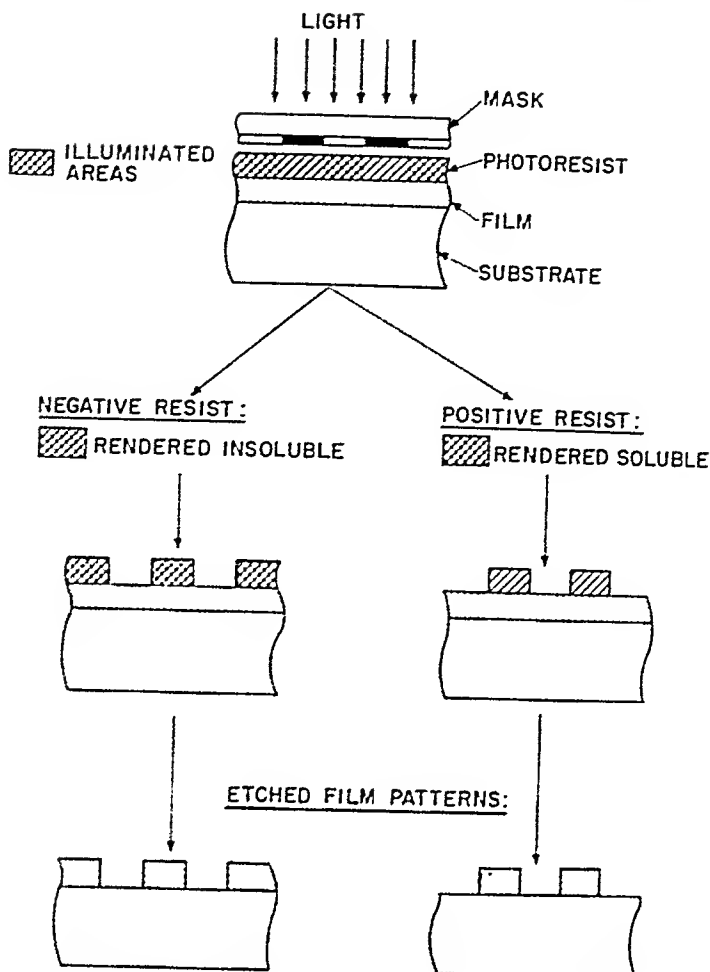 LIGHT
MASK
ILLUMINATED
AREAS
PHOTORESIST
FILM
SUBSTRATE
NEGATIVE RESIST:
RENDERED INSOLUBLE
POSITIVE RESIST:
RENDERED SOLUBLE
ETCHED FILM PATTERNS: